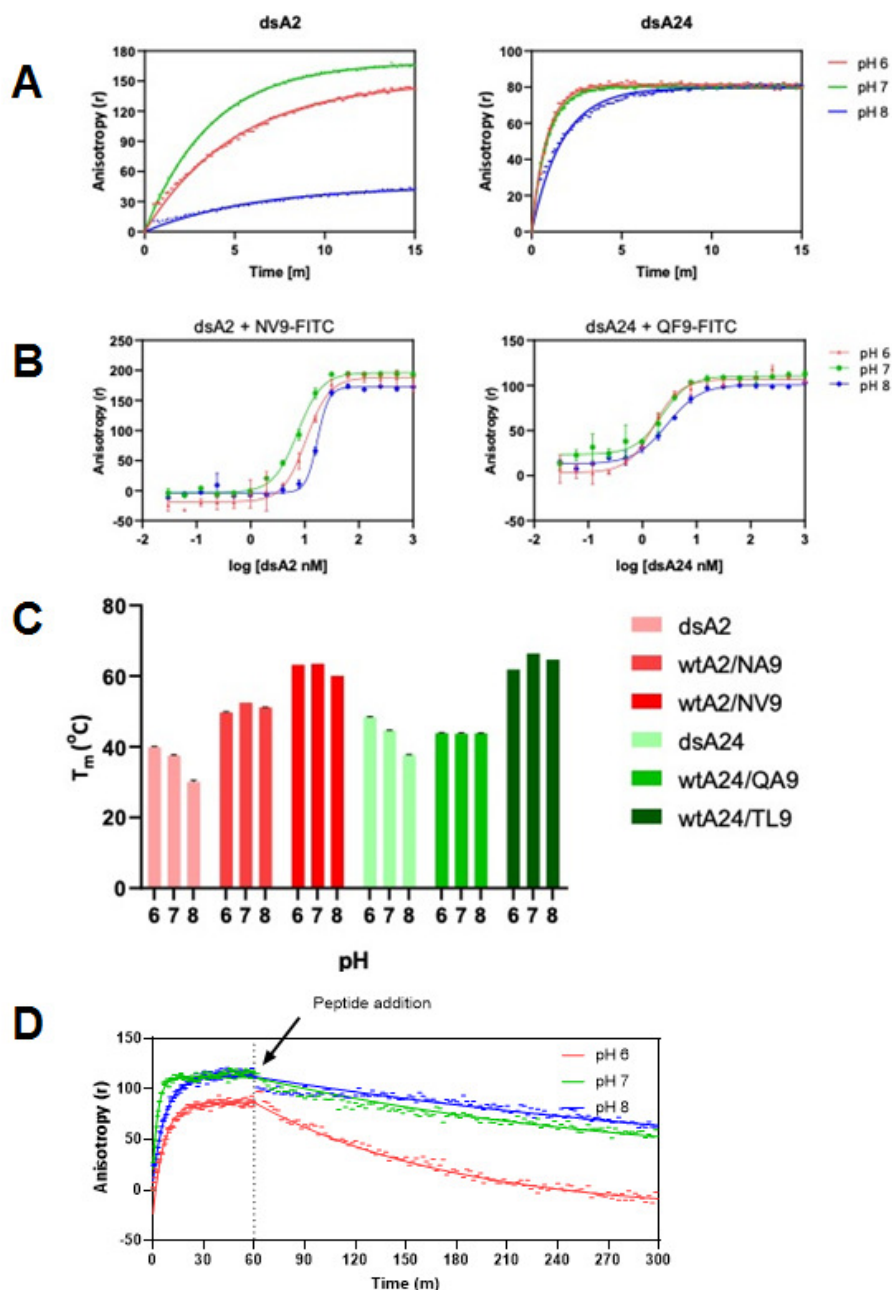 dsA2
dsA24
A
180
150
120
90
60
30
0
Anisotropy (r)
0 5 10 15
Time [m]
100
80
60
40
20
0
Anisotropy (r)
0 5 10 15
Time [m]
pH 6
pH 7
pH 8
B
dsA2 + NV9-FITC
dsA24 + QF9-FITC
250
200
150
100
50
0
-50
Anisotropy (r)
-2 -1 0 1 2 3
log [dsA2 nM]
150
100
50
0
-50
Anisotropy (r)
-2 -1 0 1 2 3
log [dsA24 nM]
pH 6
pH 7
pH 8
C
80
60
40
20
0
Tm (°C)
6 7 8 6 7 8 6 7 8 6 7 8 6 7 8 6 7 8
pH
dsA2
wtA2/NA9
wtA2/NV9
dsA24
wtA24/QA9
wtA24/TL9
D
Peptide addition
150
100
50
0
-50
Anisotropy (r)
0 30 60 90 120 150 180 210 240 270 300
Time (m)
pH 6
pH 7
pH 8